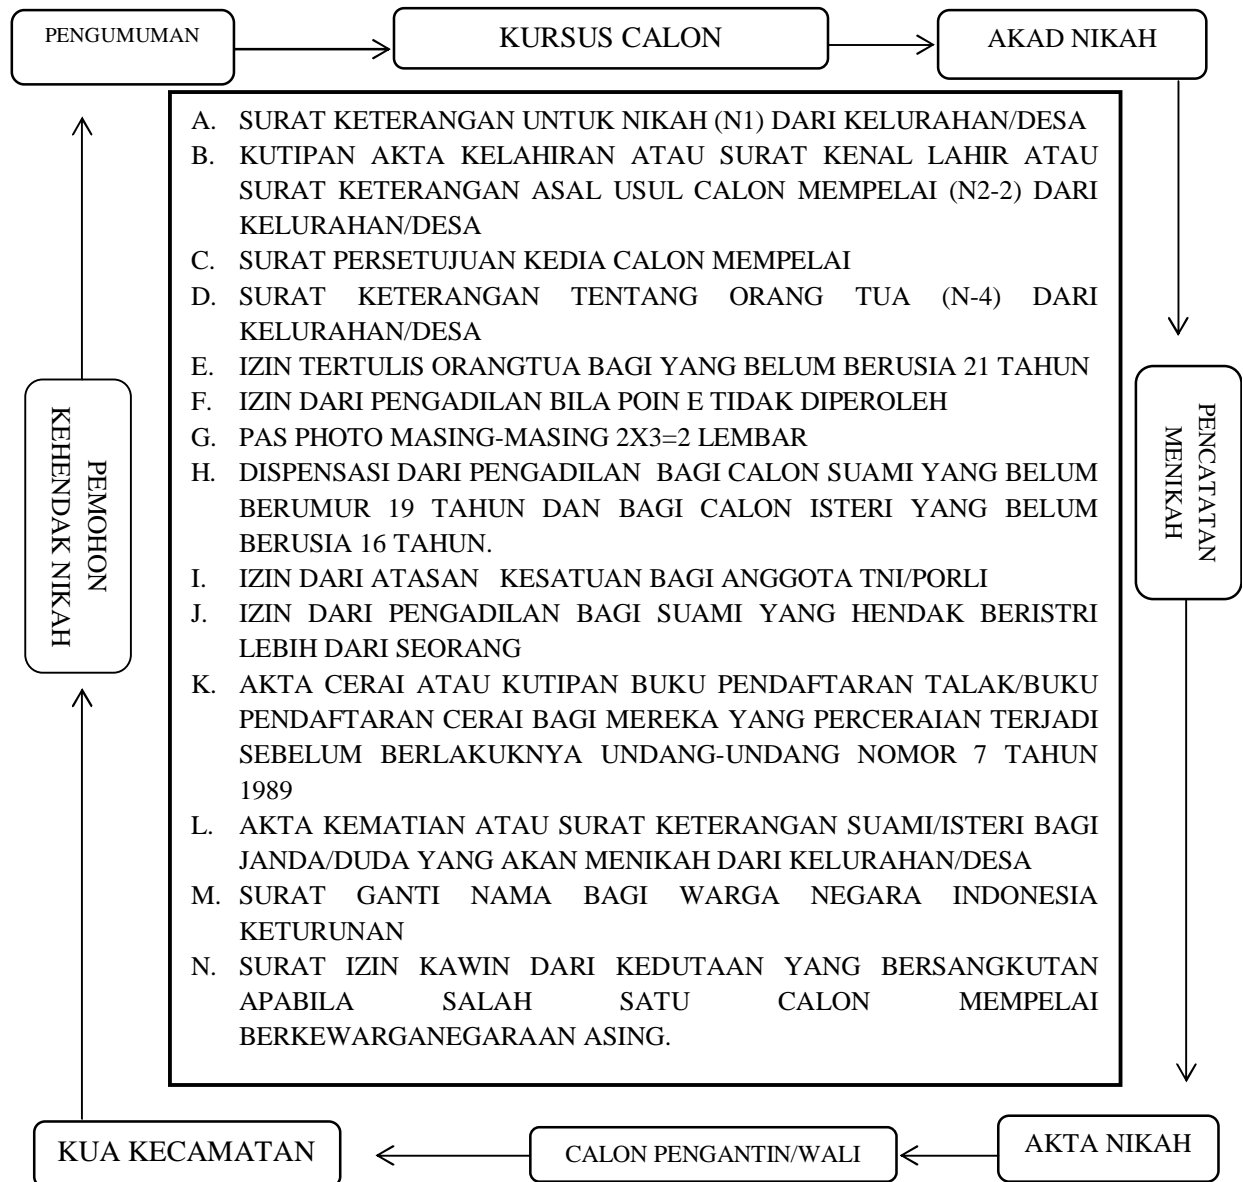 PENGUMUMAN
KURSUS CALON
AKAD NIKAH
A. SURAT KETERANGAN UNTUK NIKAH (N1) DARI KELURAHAN/DESA
B. KUTIPAN AKTA KELAHIRAN ATAU SURAT KENAL LAHIR ATAU
SURAT KETERANGAN ASAL USUL CALON MEMPELAI (N2-2) DARI
KELURAHAN/DESA
C. SURAT PERSETUJUAN KEDIA CALON MEMPELAI
D. SURAT KETERANGAN TENTANG ORANG TUA (N-4) DARI
KELURAHAN/DESA
E. IZIN TERTULIS ORANGTUA BAGI YANG BELUM BERUSIA 21 TAHUN
F. IZIN DARI PENGADILAN BILA POIN E TIDAK DIPEROLEH
G. PAS PHOTO MASING-MASING 2X3=2 LEMBAR
H. DISPENSASI DARI PENGADILAN BAGI CALON SUAMI YANG BELUM
BERUMUR 19 TAHUN DAN BAGI CALON ISTERI YANG BELUM
BERUSIA 16 TAHUN.
I. IZIN DARI ATASAN KESATUAN BAGI ANGGOTA TNI/PORLI
J. IZIN DARI PENGADILAN BAGI SUAMI YANG HENDAK BERISTRI
LEBIH DARI SEORANG
K. AKTA CERAI ATAU KUTIPAN BUKU PENDAFTARAN TALAK/BUKU
PENDAFTARAN CERAI BAGI MEREKA YANG PERCERAIAN TERJADI
SEBELUM BERLAKUKNYA UNDANG-UNDANG NOMOR 7 TAHUN
1989
L. AKTA KEMATIAN ATAU SURAT KETERANGAN SUAMI/ISTERI BAGI
JANDA/DUDA YANG AKAN MENIKAH DARI KELURAHAN/DESA
M. SURAT GANTI NAMA BAGI WARGA NEGARA INDONESIA
KETURUNAN
N. SURAT IZIN KAWIN DARI KEDUTAAN YANG BERSANGKUTAN
APABILA SALAH SATU CALON MEMPELAI
BERKEWARGANEGARAAN ASING.
PEMOHON
KEHENDAK NIKAH
PENCATATAN
MENIKAH
KUA KECAMATAN
CALON PENGANTIN/WALI
AKTA NIKAH